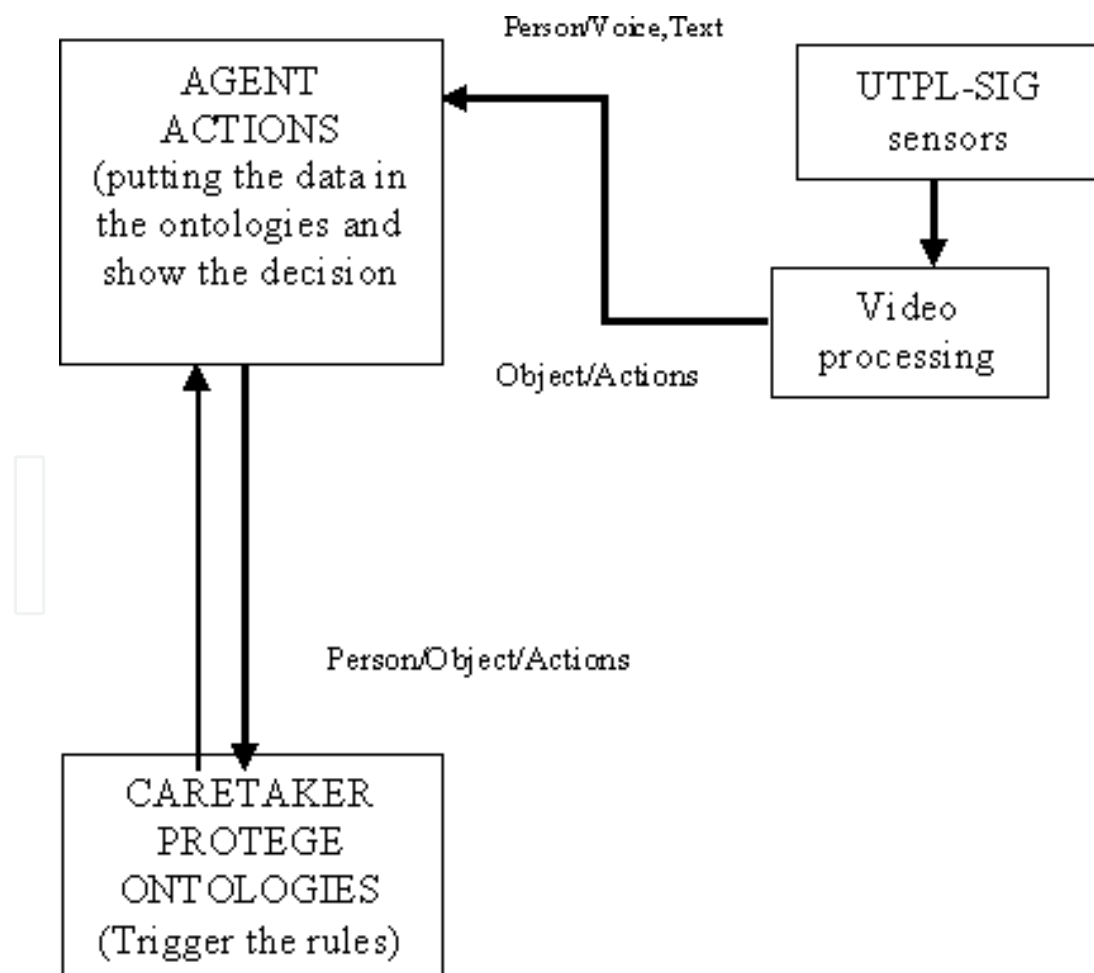 Person/Voice,Text
AGENT
ACTIONS
(putting the data in
the ontologies and
show the decision
UTPL-SIG
sensors
Video
processing
Object/Actions
Person/Object/Actions
CARETAKER
PROTEGE
ONTOLOGIES
(Trigger the rules)